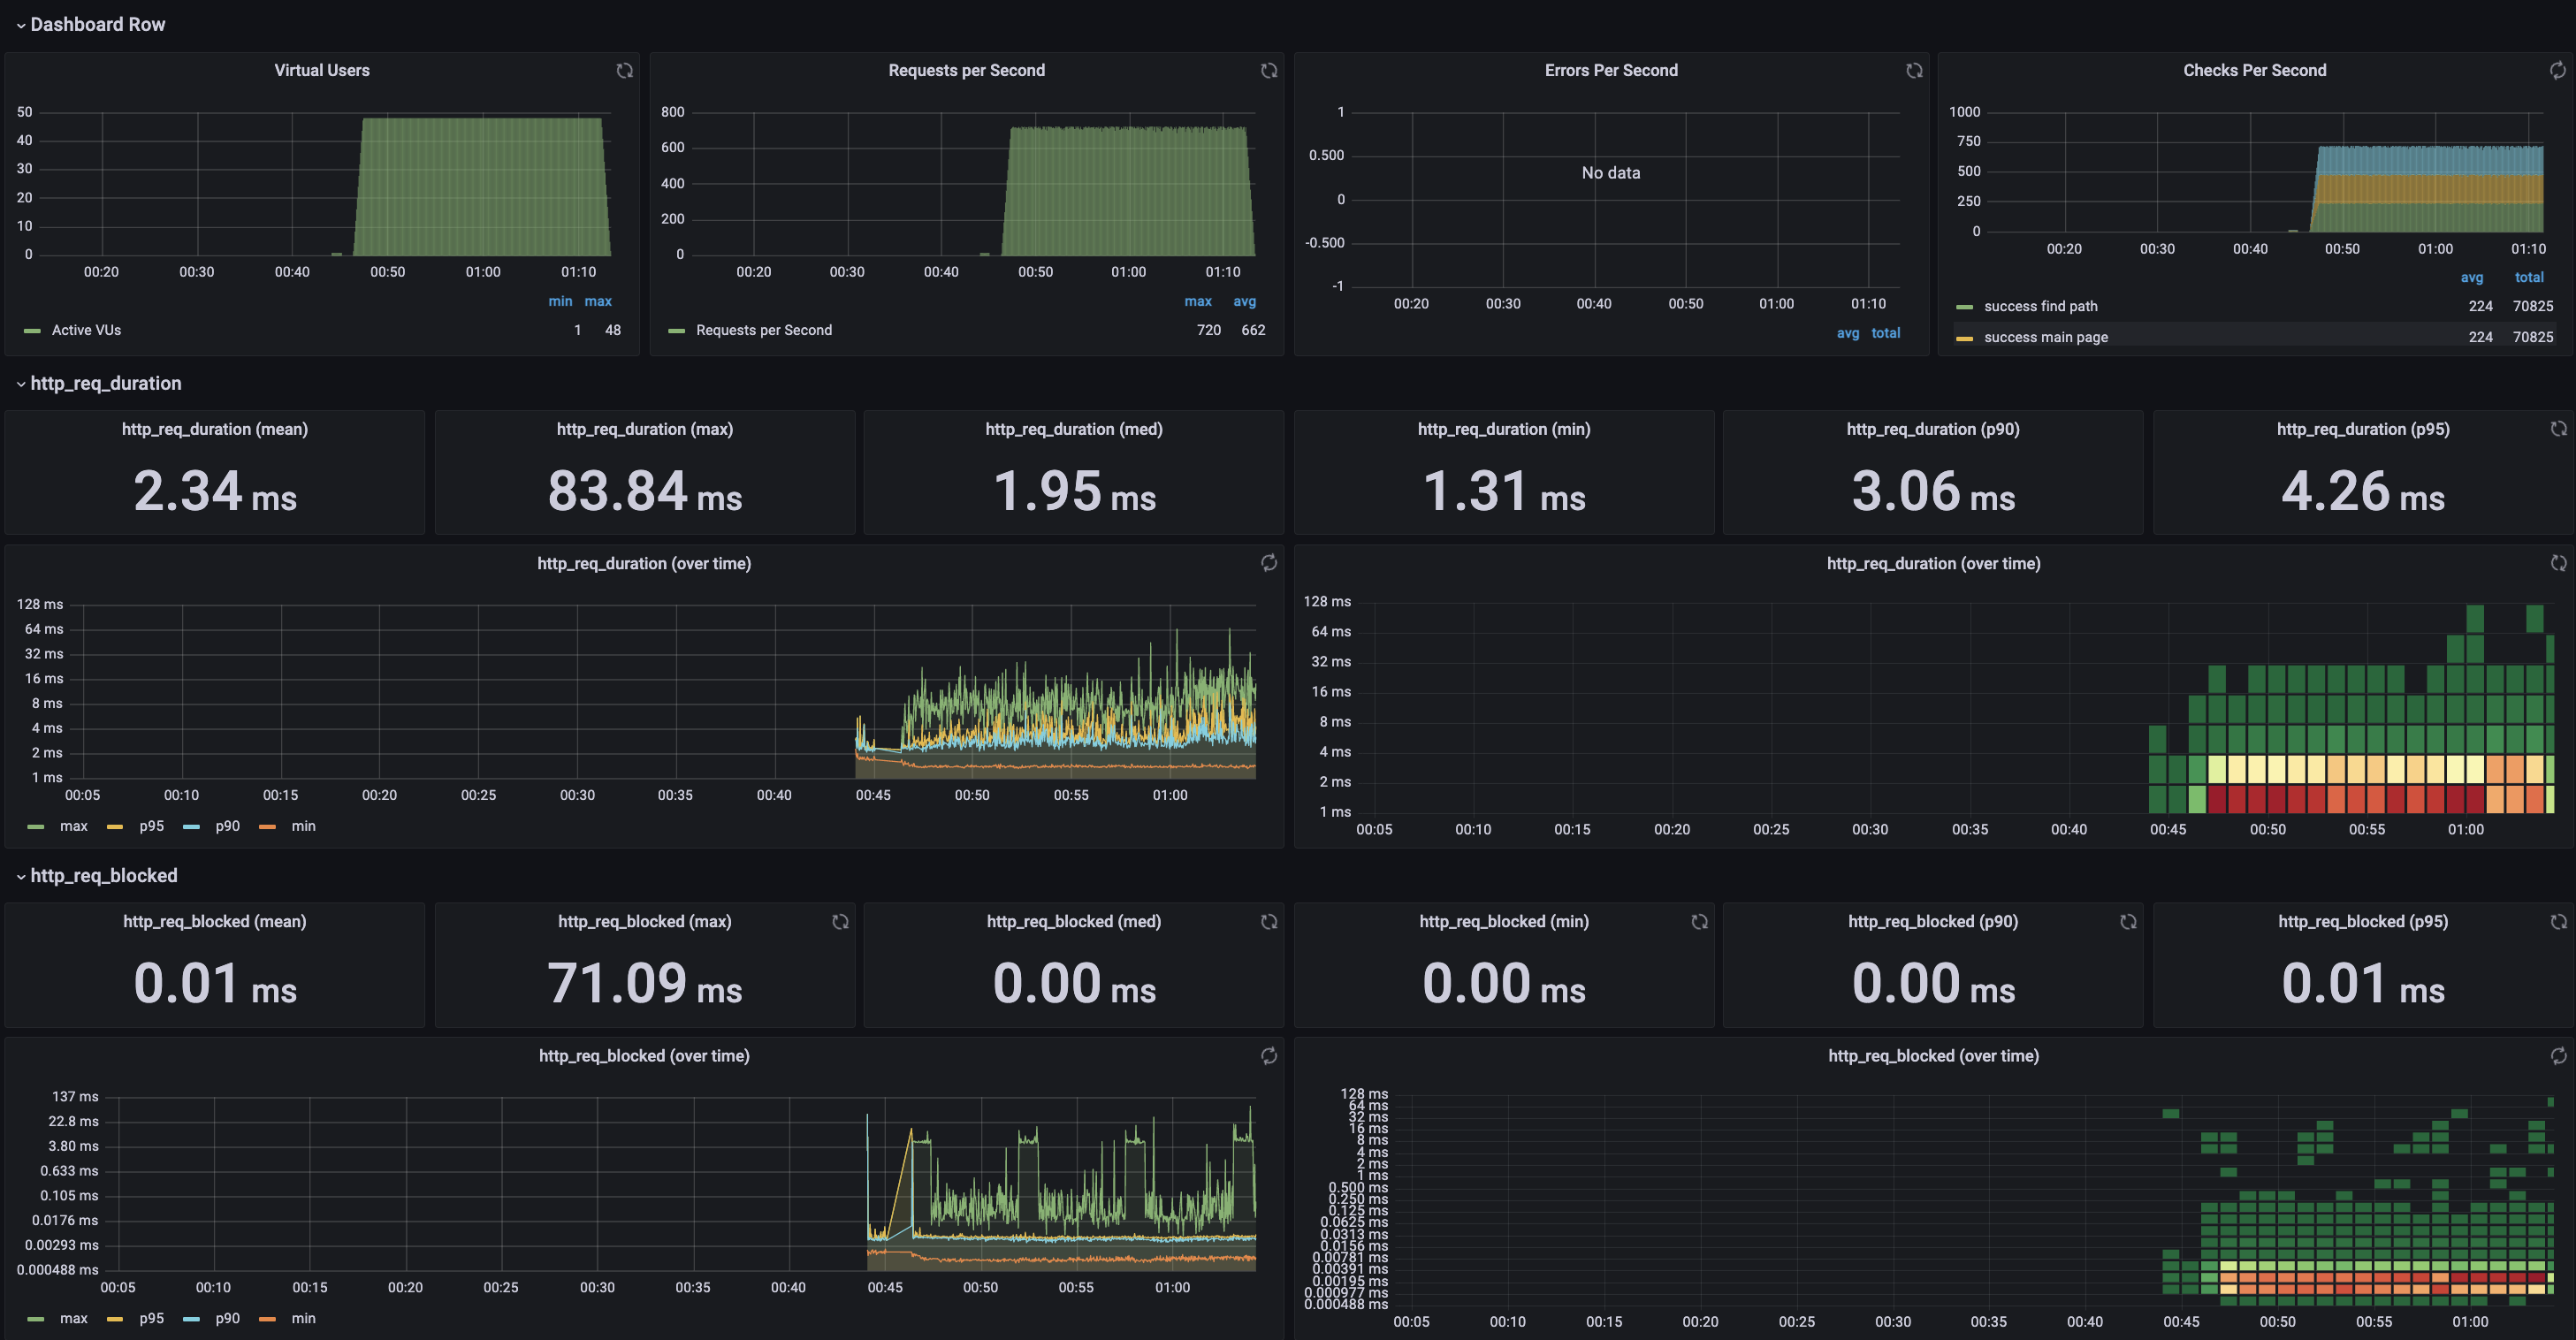 Dashboard Row
Virtual Users
50
40
30
20
10
0
00:20 00:30 00:40 00:50 01:00 01:10
min max
Active VUs 1 48
Requests per Second
800
600
400
200
0
00:20 00:30 00:40 00:50 01:00 01:10
max avg
Requests per Second 720 662
Errors Per Second
1
0.500
0
-0.500
-1
No data
00:20 00:30 00:40 00:50 01:00 01:10
avg total
Checks Per Second
1000
750
500
250
0
00:20 00:30 00:40 00:50 01:00 01:10
avg total
success find path 224 70825
success main page 224 70825
http_req_duration
http_req_duration (mean)
2.34 ms
http_req_duration (max)
83.84 ms
http_req_duration (med)
1.95 ms
http_req_duration (min)
1.31 ms
http_req_duration (p90)
3.06 ms
http_req_duration (p95)
4.26 ms
http_req_duration (over time)
128 ms
64 ms
32 ms
16 ms
8 ms
4 ms
2 ms
1 ms
00:05 00:10 00:15 00:20 00:25 00:30 00:35 00:40 00:45 00:50 00:55 01:00
max p95 p90 min
http_req_duration (over time)
128 ms
64 ms
32 ms
16 ms
8 ms
4 ms
2 ms
1 ms
00:05 00:10 00:15 00:20 00:25 00:30 00:35 00:40 00:45 00:50 00:55 01:00
http_req_blocked
http_req_blocked (mean)
0.01 ms
http_req_blocked (max)
71.09 ms
http_req_blocked (med)
0.00 ms
http_req_blocked (min)
0.00 ms
http_req_blocked (p90)
0.00 ms
http_req_blocked (p95)
0.01 ms
http_req_blocked (over time)
137 ms
22.8 ms
3.80 ms
0.633 ms
0.105 ms
0.0176 ms
0.00293 ms
0.000488 ms
00:05 00:10 00:15 00:20 00:25 00:30 00:35 00:40 00:45 00:50 00:55 01:00
max p95 p90 min
http_req_blocked (over time)
128 ms
64 ms
32 ms
16 ms
8 ms
4 ms
2 ms
1 ms
0.500 ms
0.250 ms
0.125 ms
0.0625 ms
0.0313 ms
0.0156 ms
0.00781 ms
0.00391 ms
0.00195 ms
0.000977 ms
0.000488 ms
00:05 00:10 00:15 00:20 00:25 00:30 00:35 00:40 00:45 00:50 00:55 01:00